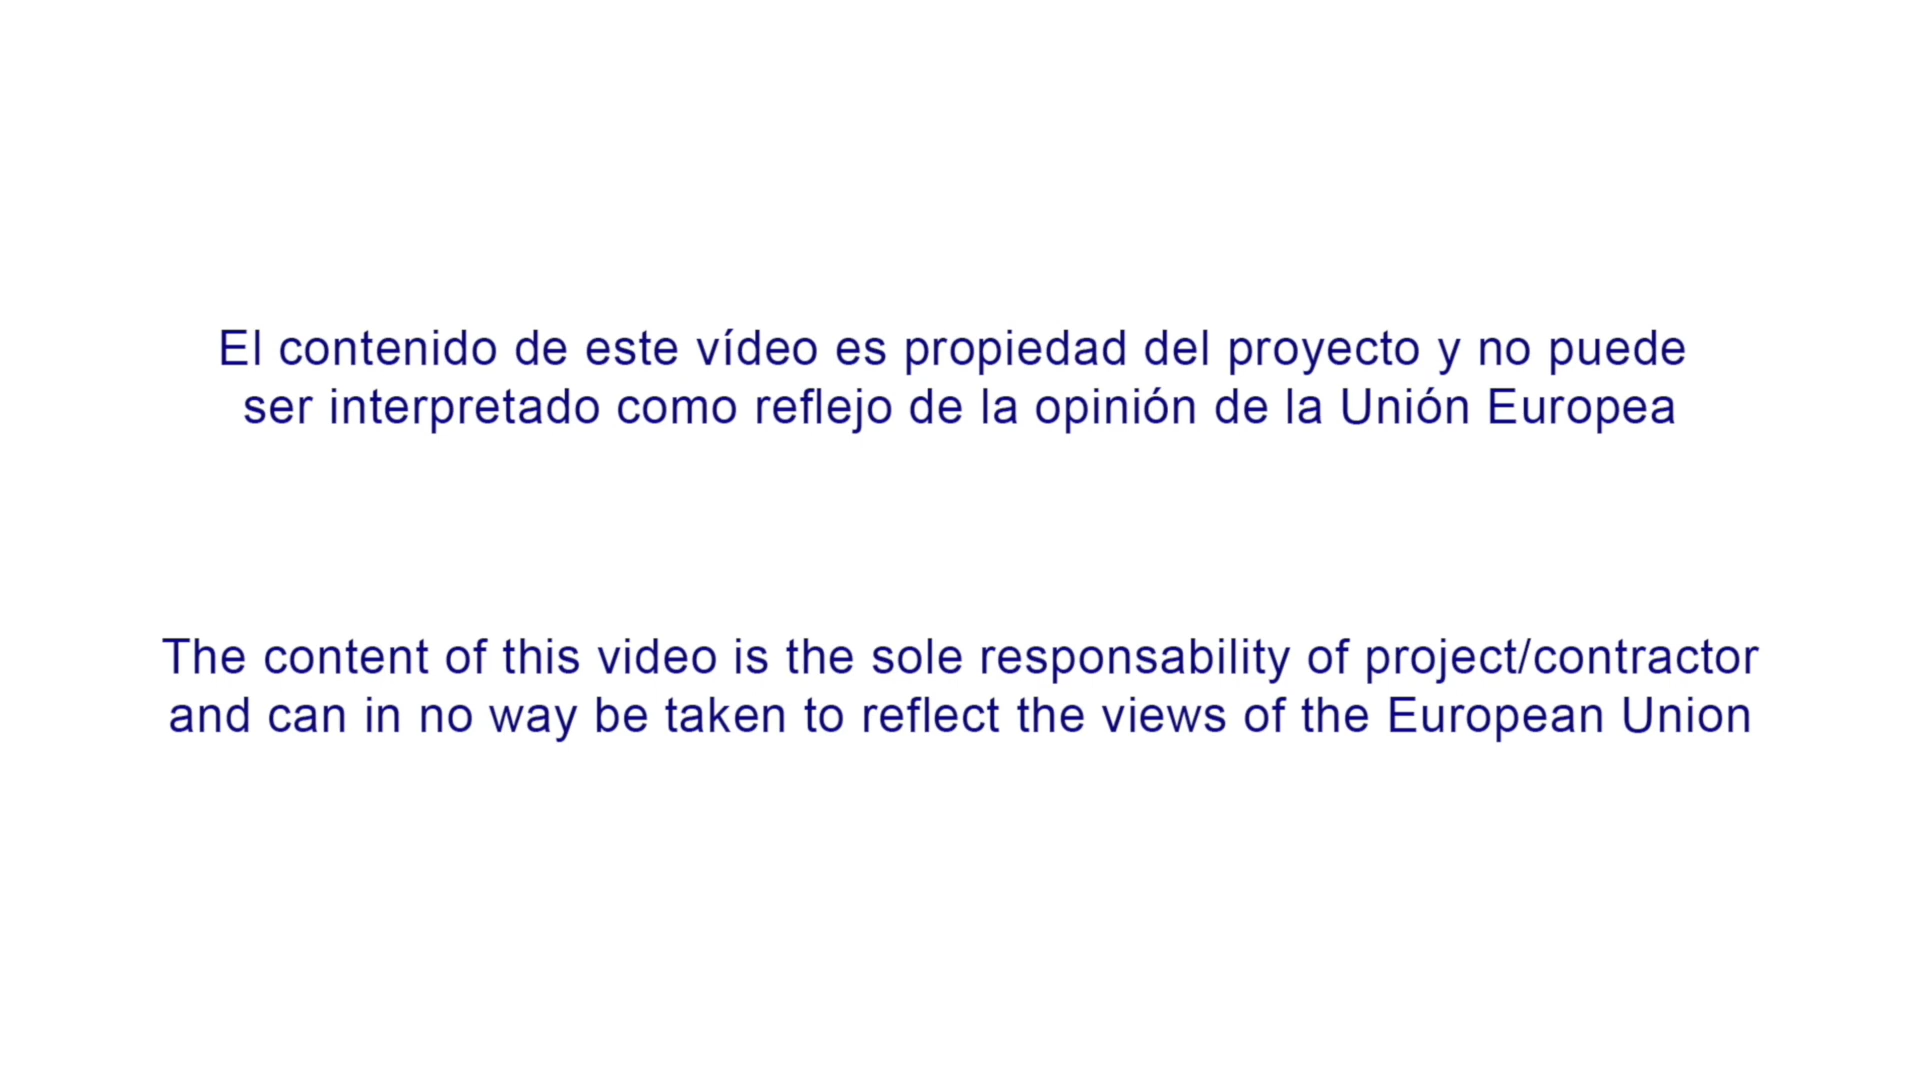 El contenido de este vídeo es propiedad del proyecto y no puede
ser interpretado como reflejo de la opinión de la Unión Europea
The content of this video is the sole responsability of project/contractor
and can in no way be taken to reflect the views of the European Union